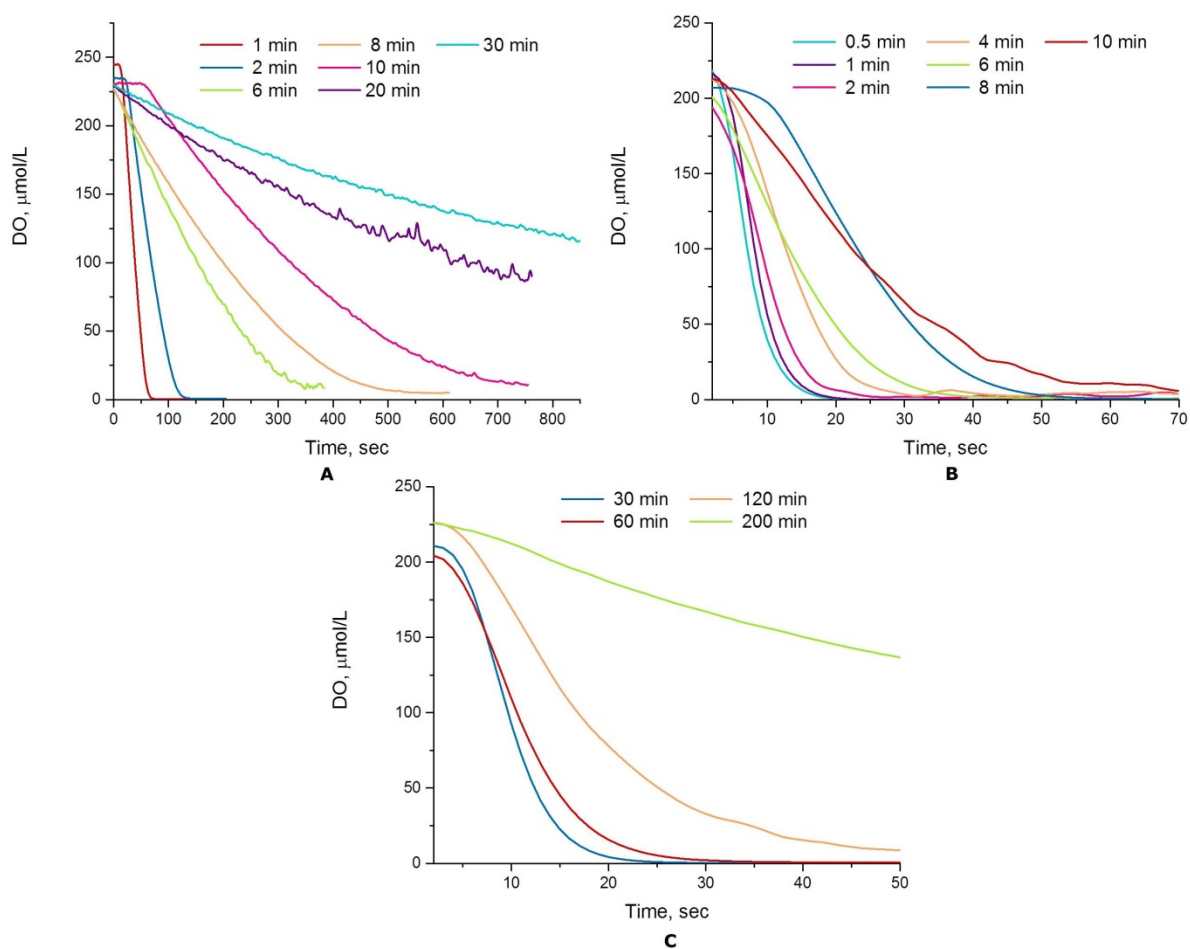 1 min 8 min 30 min
2 min 10 min
6 min 20 min
DO, µmol/L
250
200
150
100
50
0
0 100 200 300 400 500 600 700 800
Time, sec
A
0.5 min 4 min 10 min
1 min 6 min
2 min 8 min
DO, µmol/L
250
200
150
100
50
0
10 20 30 40 50 60 70
Time, sec
B
30 min 120 min
60 min 200 min
DO, µmol/L
250
200
150
100
50
0
10 20 30 40 50
Time, sec
C